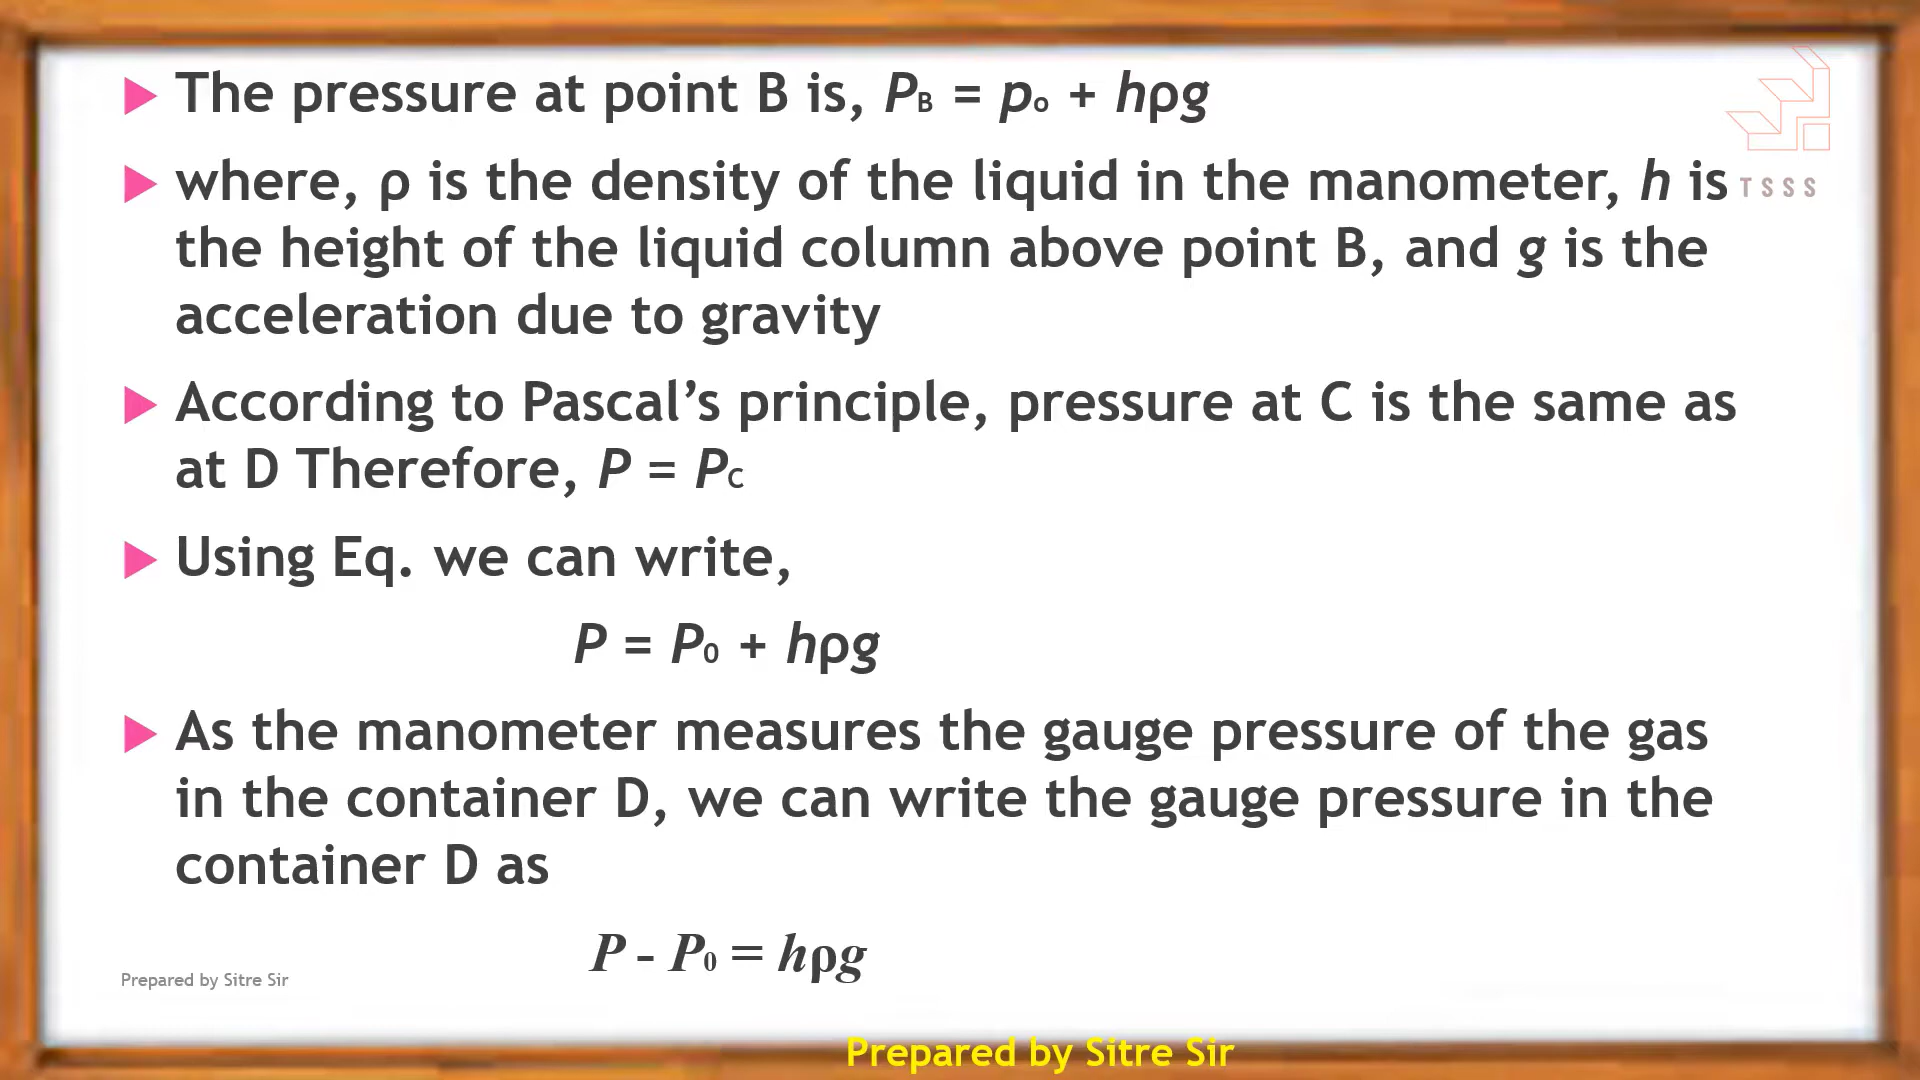 The pressure at point B is, PB = po + hρg
where, ρ is the density of the liquid in the manometer, h is
the height of the liquid column above point B, and g is the
acceleration due to gravity
TSSS
According to Pascal’s principle, pressure at C is the same as
at D Therefore, P = PC
Using Eq. we can write,
P = P0 + hρg
As the manometer measures the gauge pressure of the gas
in the container D, we can write the gauge pressure in the
container D as
P - P0 = hρg
Prepared by Sitre Sir
Prepared by Sitre Sir